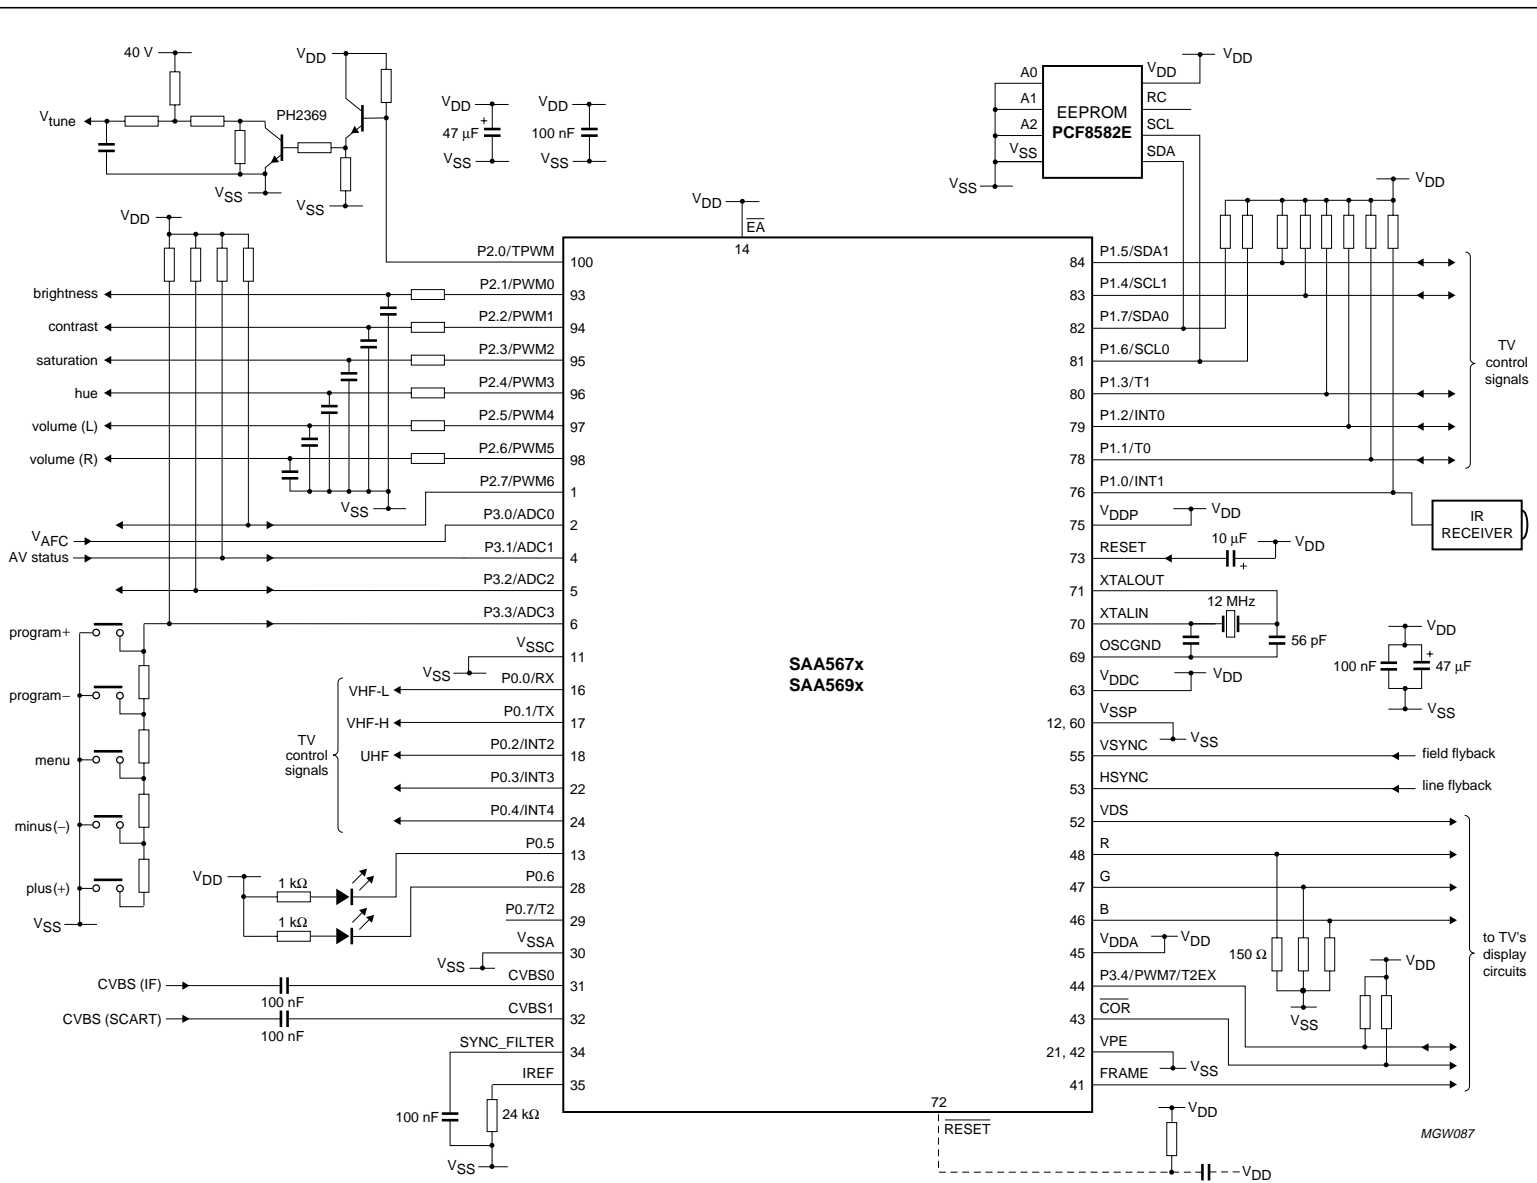 40 V
VDD
Vtune
PH2369
VSS
VSS
VDD
47 μF
VSS
VDD
100 nF
VSS
A0
A1
A2
VSS
EEPROM
PCF8582E
VDD
RC
SCL
SDA
VDD
VSS
VDD
VDD
EA
14
VDD
brightness
contrast
saturation
hue
volume (L)
volume (R)
VSS
VAFC
AV status
program+
program−
menu
minus(−)
plus(+)
VSS
P2.0/TPWM
100
P2.1/PWM0
93
P2.2/PWM1
94
P2.3/PWM2
95
P2.4/PWM3
96
P2.5/PWM4
97
P2.6/PWM5
98
P2.7/PWM6
1
P3.0/ADC0
2
P3.1/ADC1
4
P3.2/ADC2
5
P3.3/ADC3
6
VSSC
11
VSS
P0.0/RX
16
VHF-L
P0.1/TX
17
VHF-H
P0.2/INT2
18
UHF
P0.3/INT3
22
P0.4/INT4
24
TV
control
signals
P0.5
13
P0.6
28
VDD
1 kΩ
1 kΩ
P0.7/T2
29
VSSA
30
VSS
CVBS0
31
CVBS (IF)
100 nF
CVBS1
32
CVBS (SCART)
100 nF
SYNC_FILTER
34
IREF
35
100 nF
24 kΩ
VSS
SAA567x
SAA569x
84
P1.5/SDA1
83
P1.4/SCL1
82
P1.7/SDA0
81
P1.6/SCL0
80
P1.3/T1
79
P1.2/INT0
78
P1.1/T0
76
P1.0/INT1
TV
control
signals
IR
RECEIVER
75
VDDP
VDD
73
RESET
10 μF
+
VDD
71
XTALOUT
12 MHz
70
XTALIN
69
OSCGND
56 pF
63
VDDC
VDD
VDD
100 nF
+
47 μF
VSS
12, 60
VSSP
VSS
55
VSYNC
field flyback
53
HSYNC
line flyback
52
VDS
48
R
47
G
46
B
45
VDDA
VDD
150 Ω
VSS
VDD
44
P3.4/PWM7/T2EX
43
COR
21, 42
VPE
VSS
41
FRAME
to TV's
display
circuits
72
RESET
VDD
VDD
MGW087